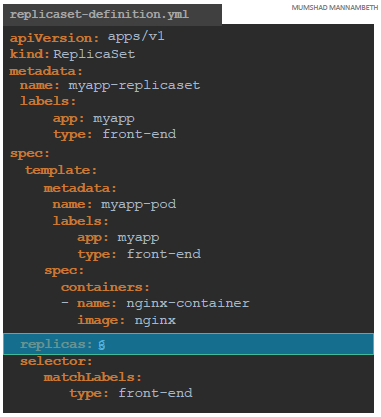 replicaset-definition.yml
MUMSHAD MANNAMBETH
apiVersion: apps/v1
kind: ReplicaSet
metadata:
name: myapp-replicaset
labels:
app: myapp
type: front-end
spec:
template:
metadata:
name: myapp-pod
labels:
app: myapp
type: front-end
spec:
containers:
- name: nginx-container
image: nginx
replicas:
selector:
matchLabels:
type: front-end